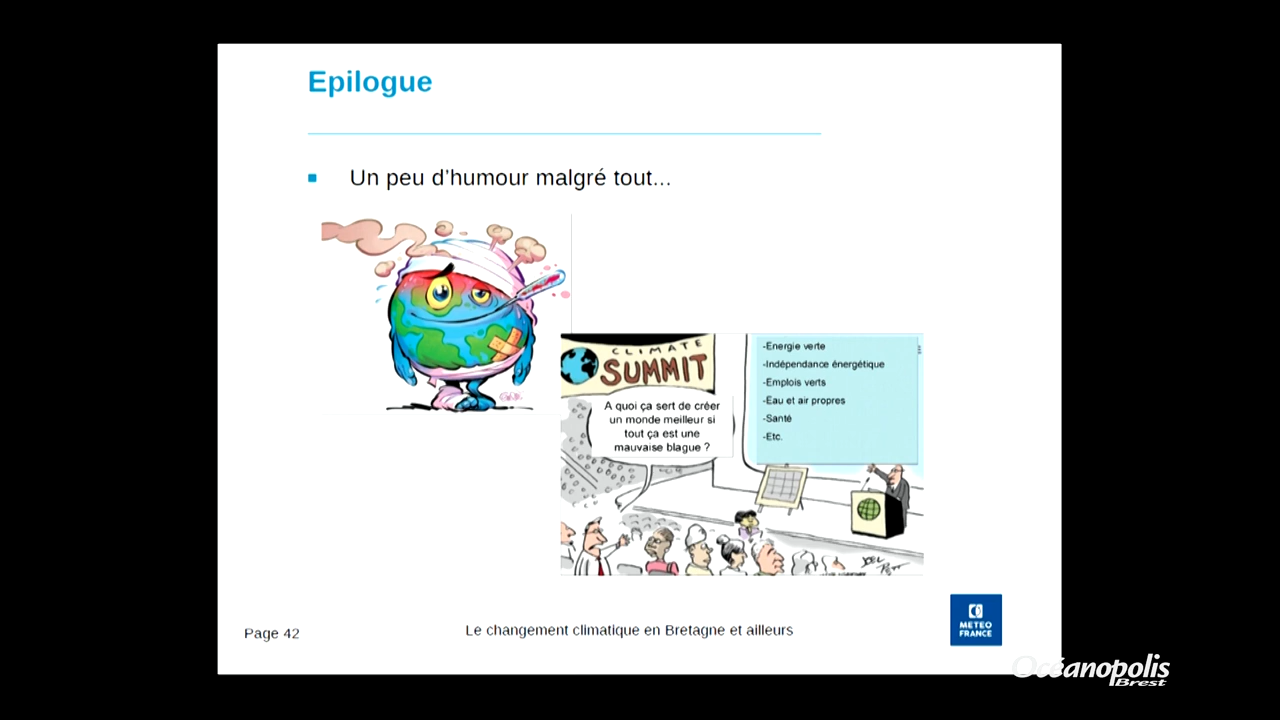 Epilogue
Un peu d'humour malgré tout...
CLIMATE
SUMMIT
A quoi ça sert de créer
un monde meilleur si
tout ça est une
mauvaise blague ?
-Energie verte
-Indépendance énergétique
-Emplois verts
-Eau et air propres
-Santé
-Etc.
Page 42
Le changement climatique en Bretagne et ailleurs
METEO
FRANCE
Océanopolis
Brest